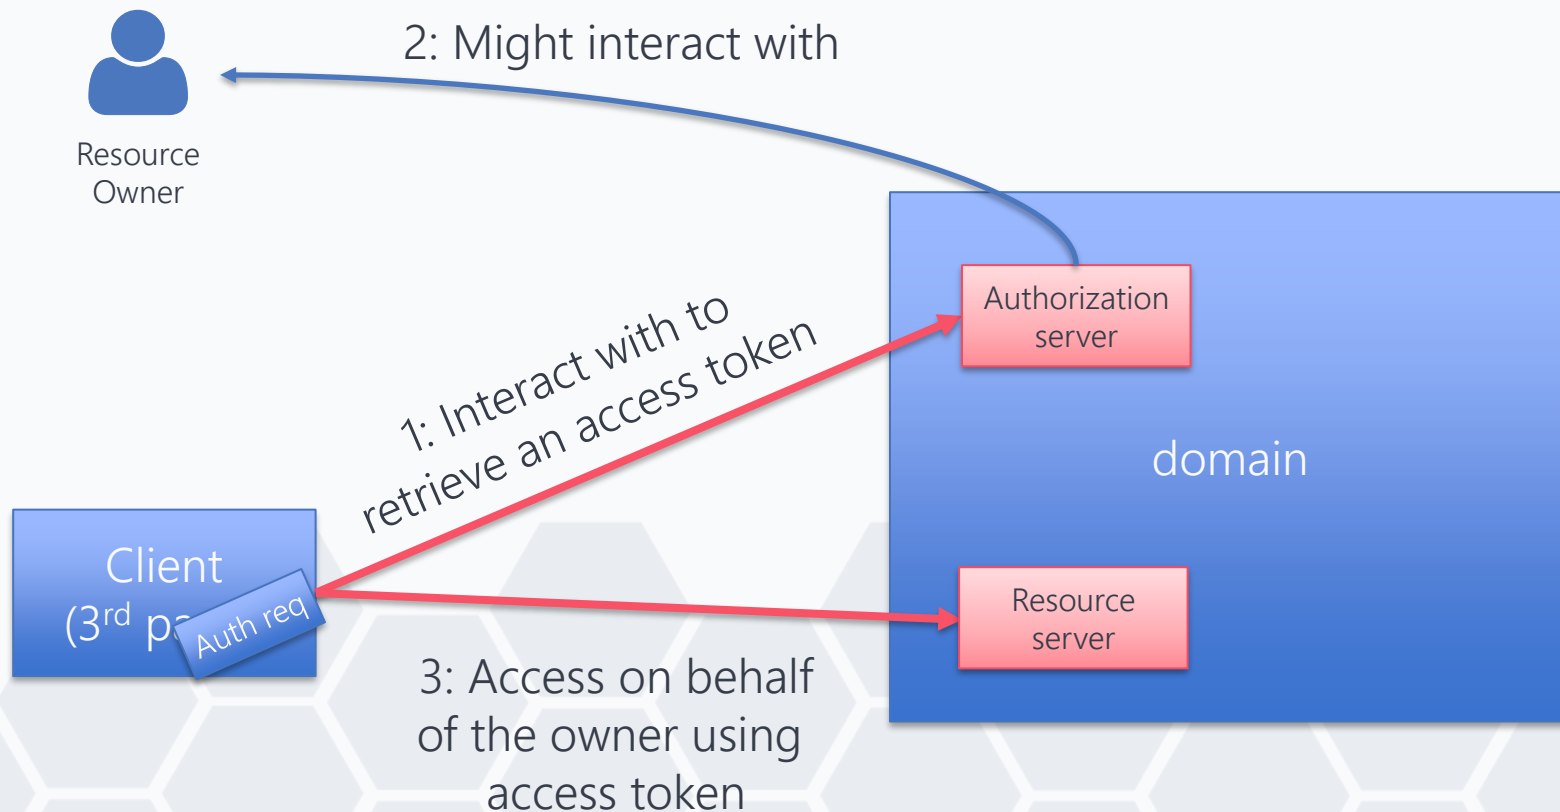 2: Might interact with
Resource
Owner
Authorization
server
1: Interact with to
retrieve an access token
domain
Client
(3rd
Auth req
Resource
server
3: Access on behalf
of the owner using
access token